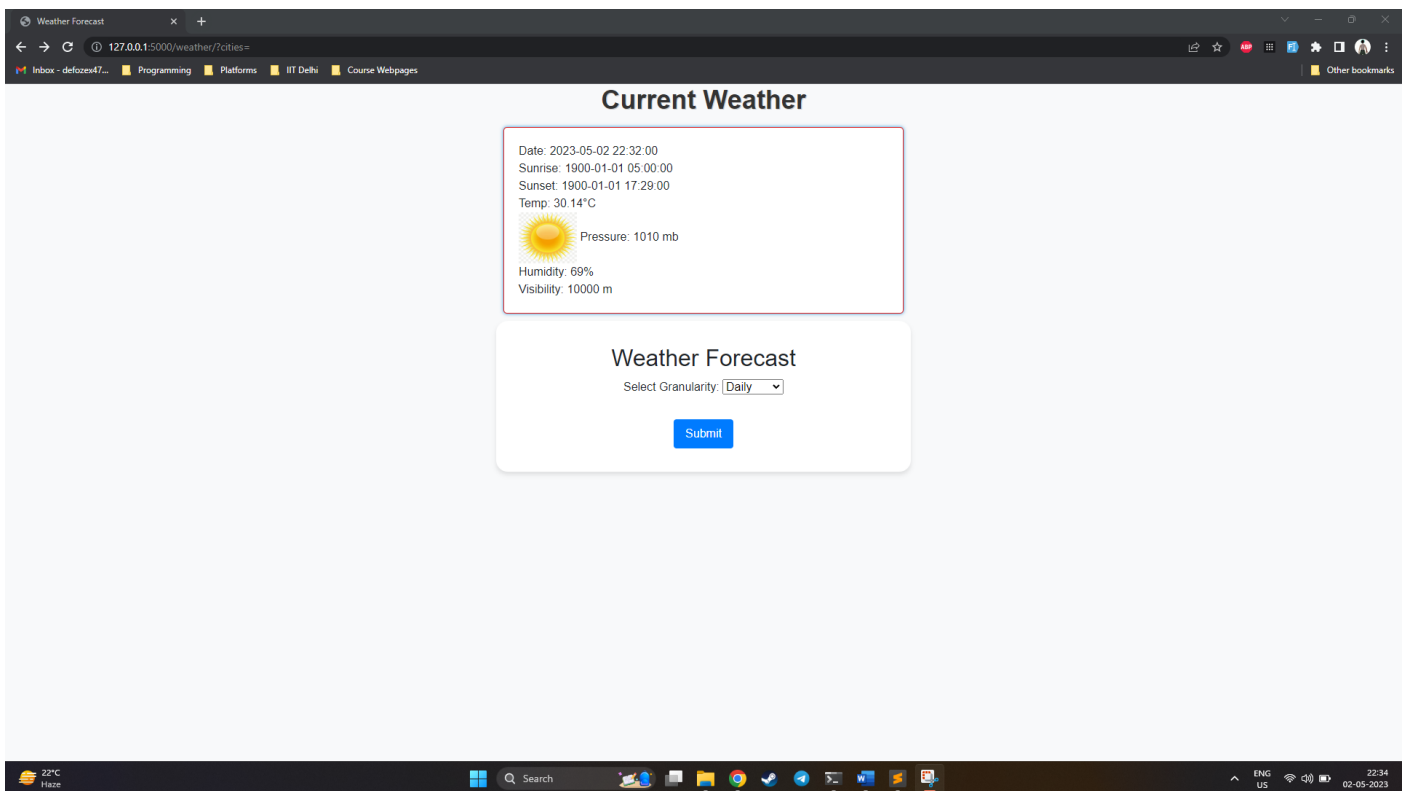 Weather Forecast
127.0.0.1:5000/weather/?cities=
ABP
Inbox - defozex47... Programming Platforms IIT Delhi Course Webpages Other bookmarks
Current Weather
Date: 2023-05-02 22:32:00
Sunrise: 1900-01-01 05:00:00
Sunset: 1900-01-01 17:29:00
Temp: 30.14°C
Pressure: 1010 mb
Humidity: 69%
Visibility: 10000 m
Weather Forecast
Select Granularity: Daily
Submit
22°C
Haze
Search
ENG
US
22:34
02-05-2023